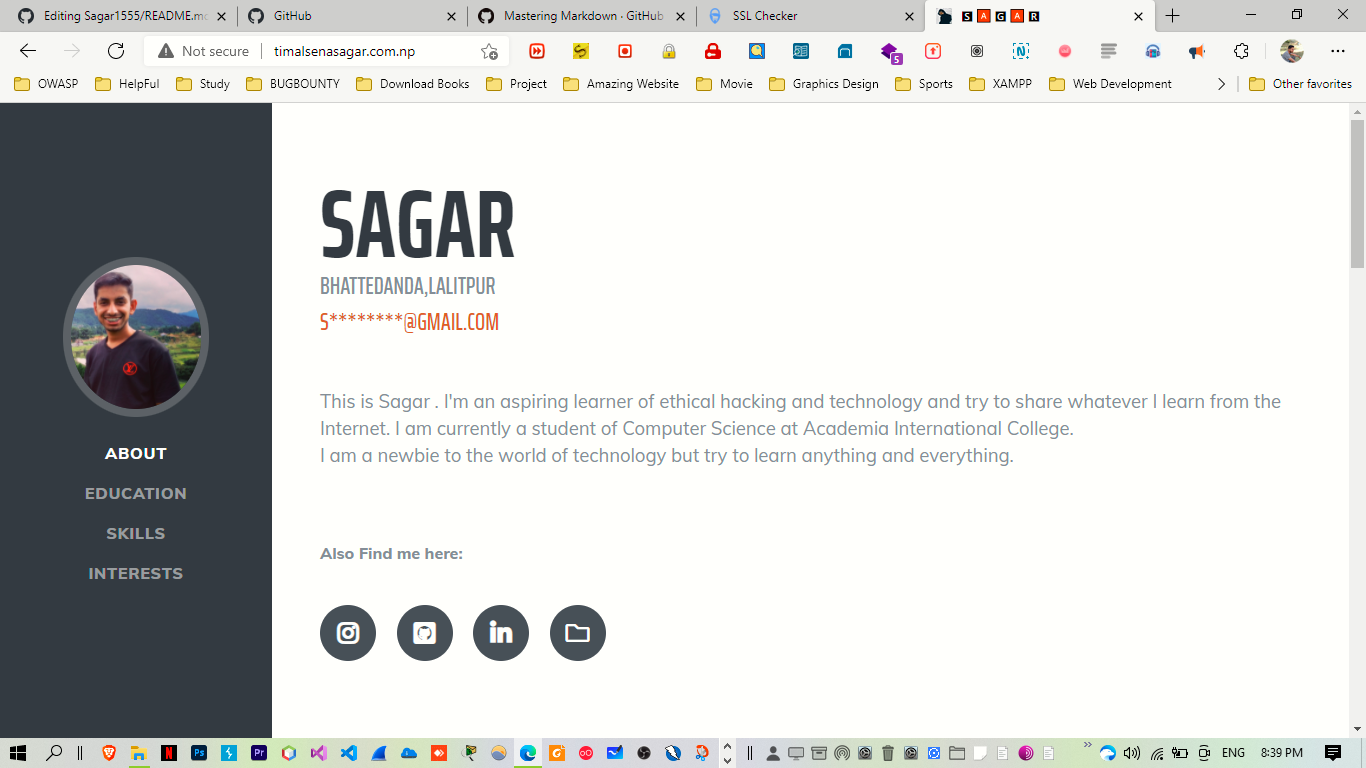 Editing Sagar1555/README.m
GitHub
Mastering Markdown · GitHub
SSL Checker
S A G A R
Not secure
timalsenasagar.com.np
5
OWASP
HelpFul
Study
BUGBOUNTY
Download Books
Project
Amazing Website
Movie
Graphics Design
Sports
XAMPP
Web Development
Other favorites
SAGAR
BHATTEDANDA,LALITPUR
S********@GMAIL.COM
ABOUT
EDUCATION
SKILLS
INTERESTS
This is Sagar . I'm an aspiring learner of ethical hacking and technology and try to share whatever I learn from the
Internet. I am currently a student of Computer Science at Academia International College.
I am a newbie to the world of technology but try to learn anything and everything.
Also Find me here:
in
N
Ps
Pr
ENG
8:39 PM